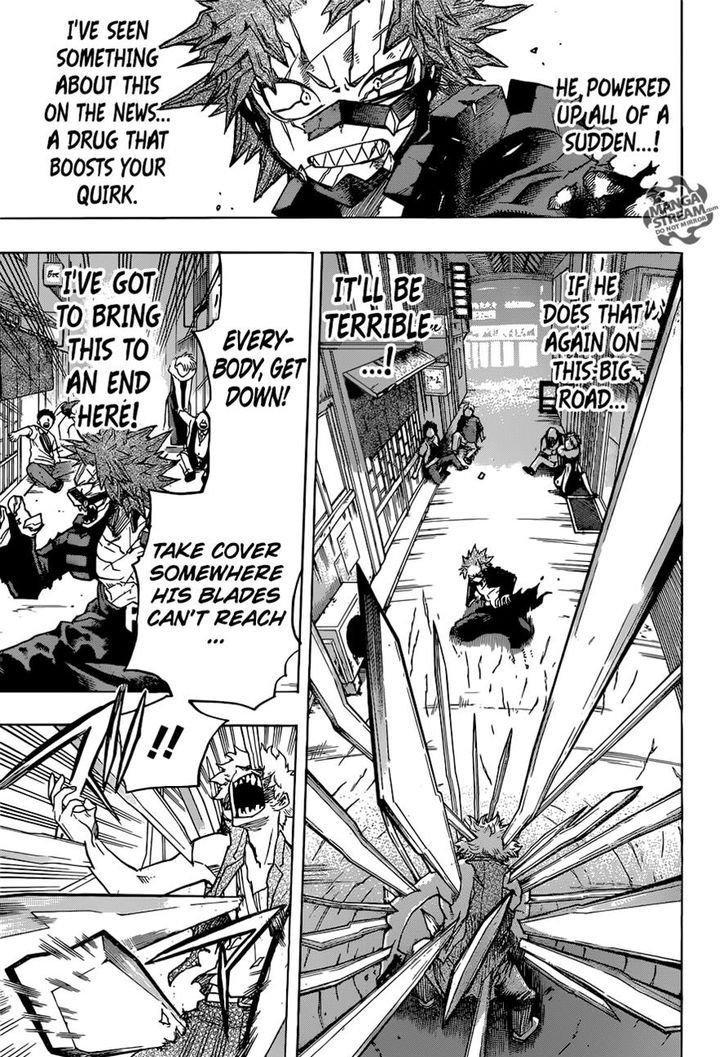 HE POWERED
UP ALL OF A
SUDDEN...!
I'VE SEEN
SOMETHING
ABOUT THIS
ON THE NEWS...
A DRUG THAT
BOOSTS YOUR
QUIRK.
MANGA
STREAM.com
DO NOT MIRROR!
IF HE
DOES THAT
AGAIN ON
THIS BIG
ROAD...
IT'LL BE
TERRIBLE
...!
EVERY-
BODY, GET
DOWN!
I'VE GOT
TO BRING
THIS TO
AN END
HERE!
TAKE COVER
SOMEWHERE
HIS BLADES
CAN'T REACH
...
!!